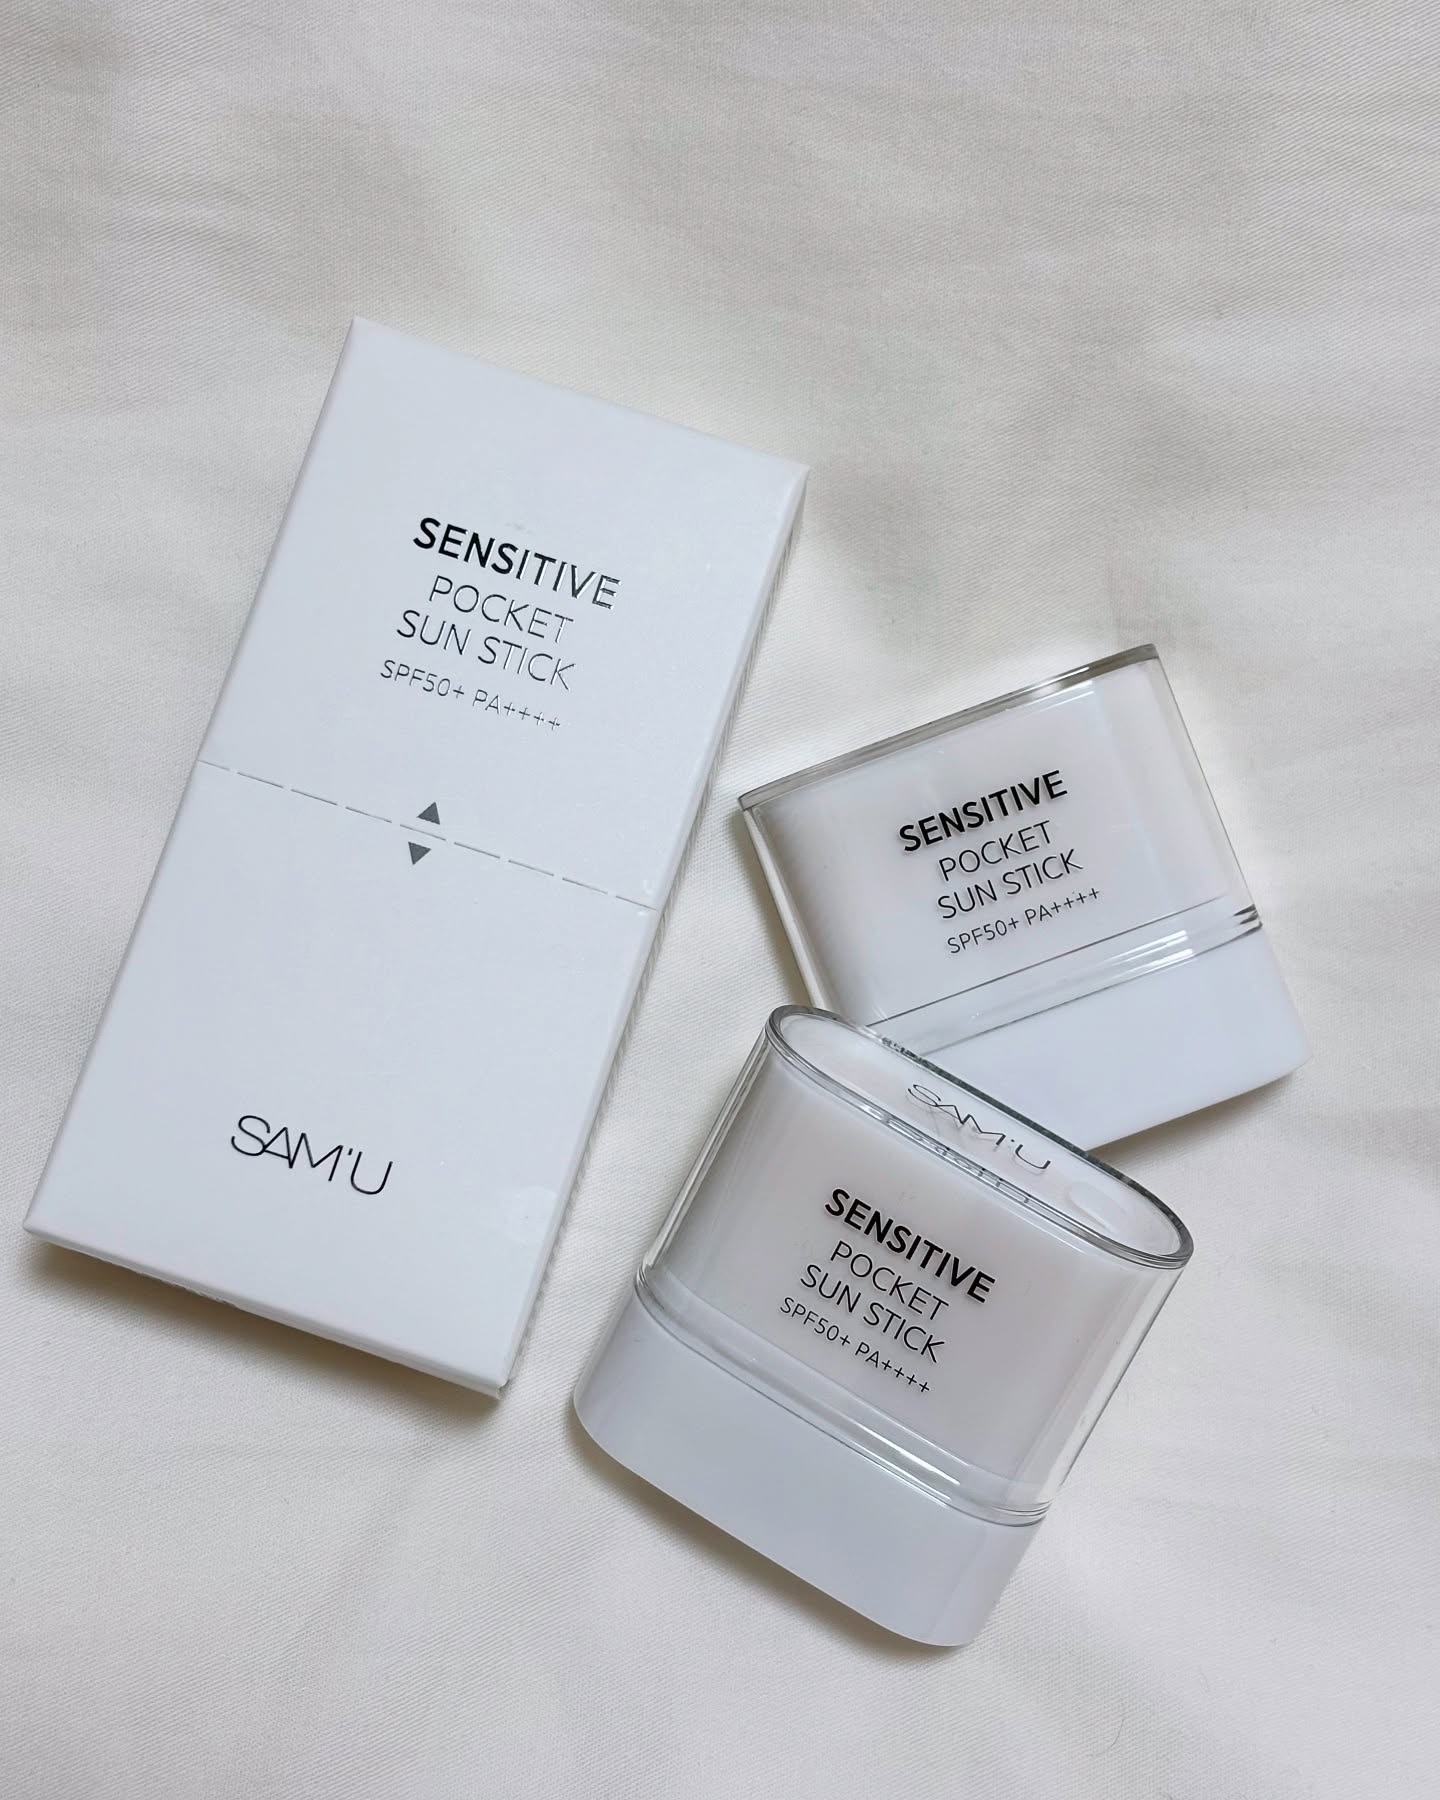 SENSITIVE
POCKET
SUN STICK
SPF50+ PA++++
SAM'U
SENSITIVE
POCKET
SUN STICK
SPF50+ PA++++
SAM'U
SENSITIVE
POCKET
SUN STICK
SPF50+ PA++++